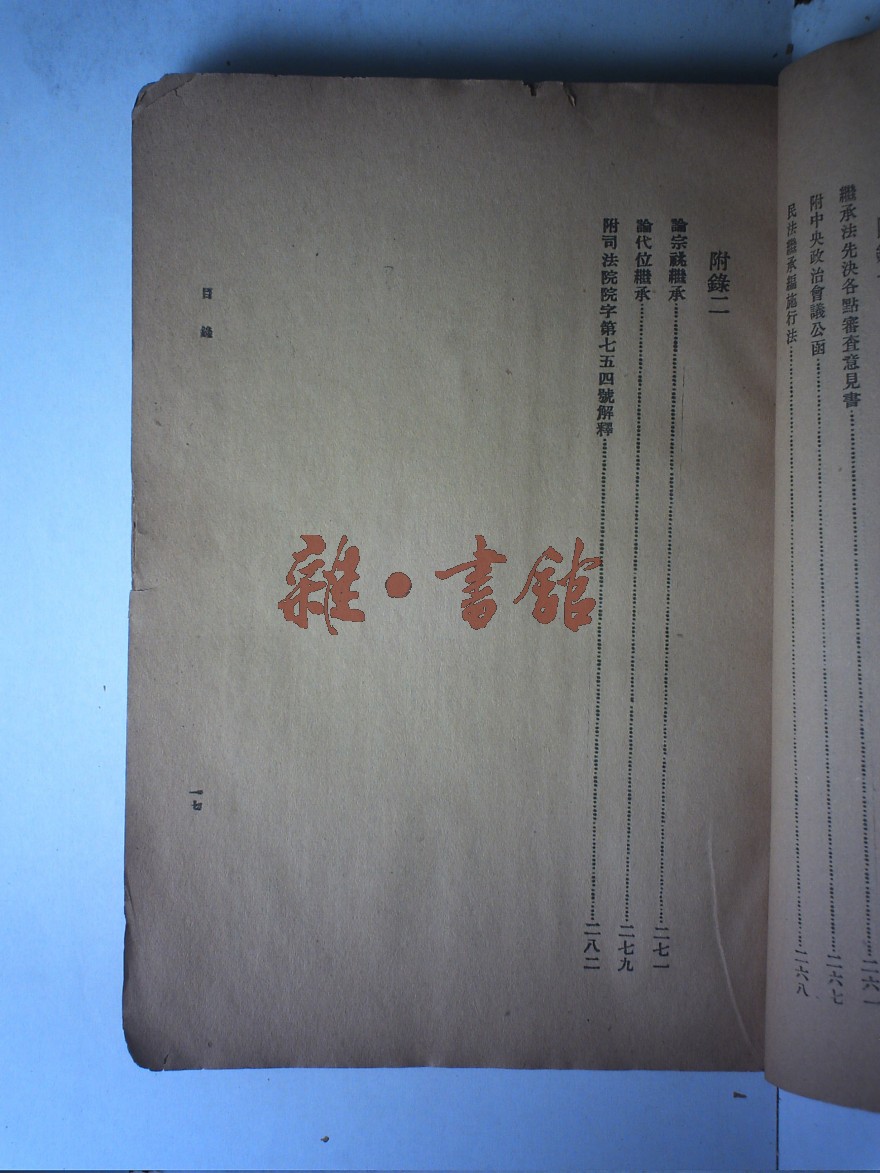 繼承法先決各點審査意見書……二六一
附中央政治會議公函……二六七
民法繼承編施行法……二六八
附錄二
論宗祧繼承……二七一
論代位繼承……二七九
附司法院院字第七五四號解釋……二八二
目錄
一七
雜·書館